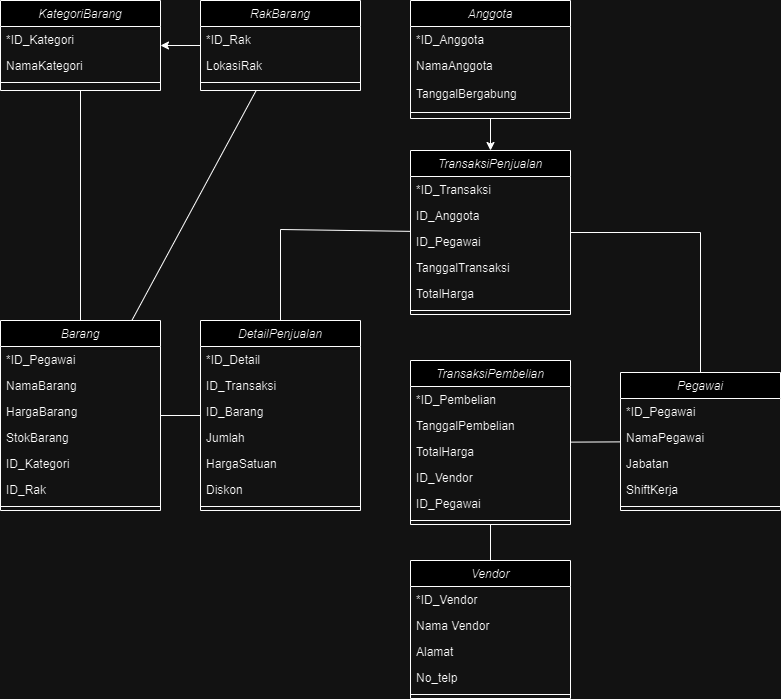 KategoriBarang
*ID_Kategori
NamaKategori
RakBarang
*ID_Rak
LokasiRak
Anggota
*ID_Anggota
NamaAnggota
TanggalBergabung
TransaksiPenjualan
*ID_Transaksi
ID_Anggota
ID_Pegawai
TanggalTransaksi
TotalHarga
Barang
*ID_Pegawai
NamaBarang
HargaBarang
StokBarang
ID_Kategori
ID_Rak
DetailPenjualan
*ID_Detail
ID_Transaksi
ID_Barang
Jumlah
HargaSatuan
Diskon
TransaksiPembelian
*ID_Pembelian
TanggalPembelian
TotalHarga
ID_Vendor
ID_Pegawai
Pegawai
*ID_Pegawai
NamaPegawai
Jabatan
ShiftKerja
Vendor
*ID_Vendor
Nama Vendor
Alamat
No_telp